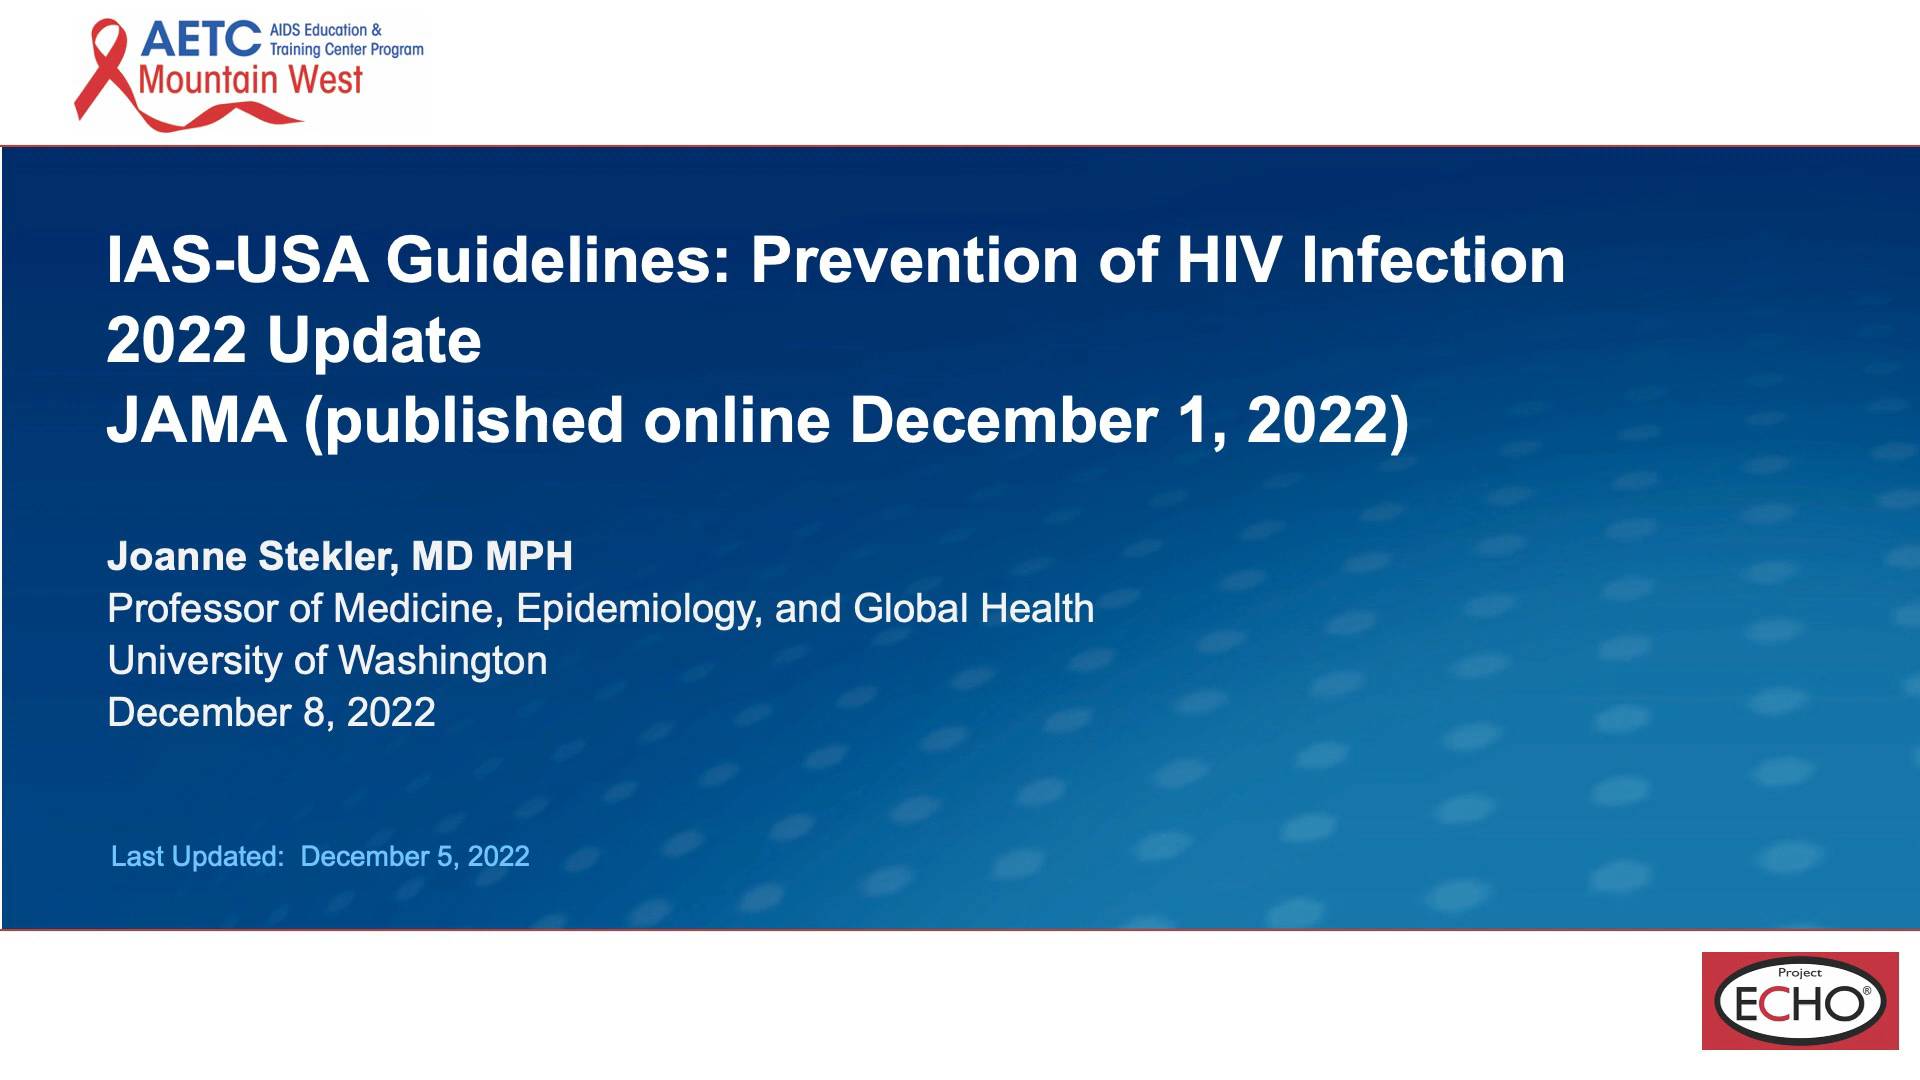 AETC AIDS Education &
Training Center Program
Mountain West
IAS-USA Guidelines: Prevention of HIV Infection
2022 Update
JAMA (published online December 1, 2022)
Joanne Stekler, MD MPH
Professor of Medicine, Epidemiology, and Global Health
University of Washington
December 8, 2022
Last Updated: December 5, 2022
Project
ECHO®